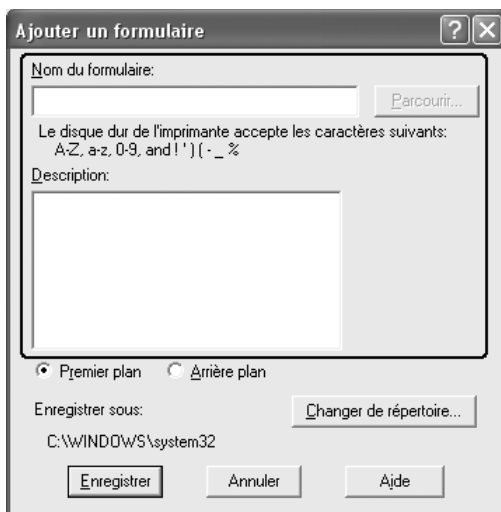 Ajouter un formulaire
Nom du formulaire:
Parcourir...
Le disque dur de l'imprimante accepte les caractères suivants:
A-Z, a-z, 0-9, and ! ' ) ( - _ %
Description:
Premier plan Arrière plan
Enregistrer sous: Changer de répertoire...
C:\WINDOWS\system32
Enregistrer Annuler Aide